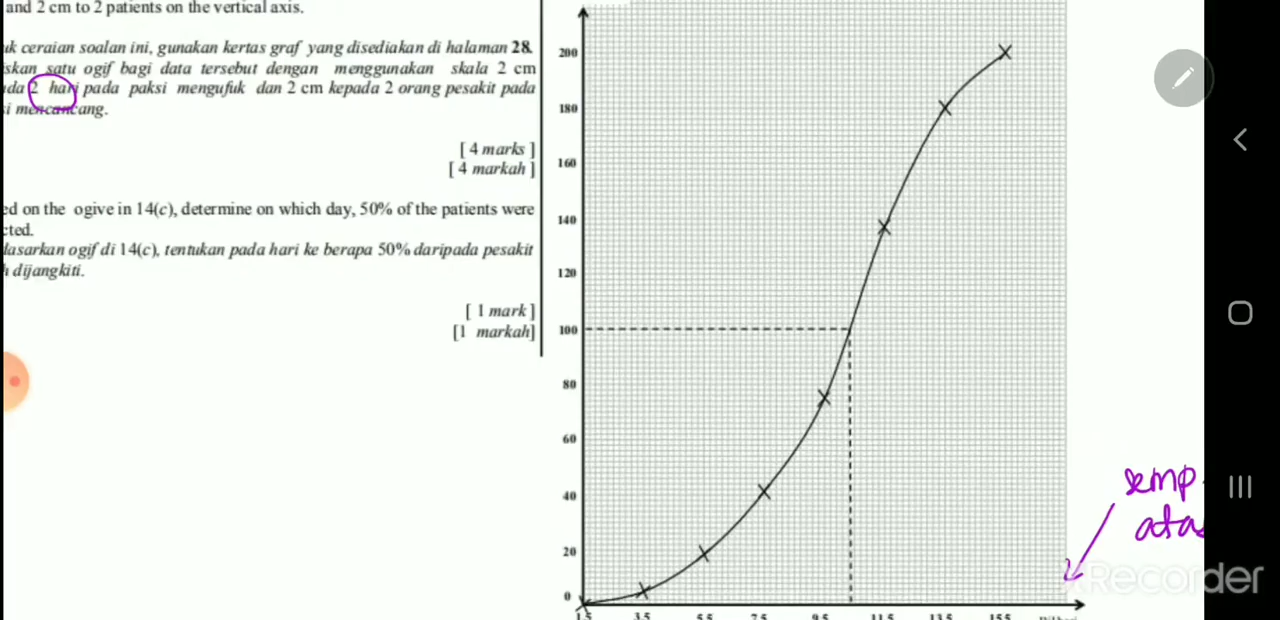 and 2 cm to 2 patients on the vertical axis.
uk ceraian soalan ini, gunakan kertas graf yang disediakan di halaman 28.
iskan satu ogif bagi data tersebut dengan menggunakan skala 2 cm
ada 2 hari pada paksi mengufuk dan 2 cm kepada 2 orang pesakit pada
si mencancang.
[ 4 marks ]
[ 4 markah ]
ed on the ogive in 14(c), determine on which day, 50% of the patients were
cted.
dasarkan ogif di 14(c), tentukan pada hari ke berapa 50% daripada pesakit
h dijangkiti.
[ 1 mark ]
[1 markah]
200
180
160
140
120
100
80
60
40
20
0
1.5 3.5 5.5 7.5 9.5 11.5 13.5 15.5
semp
atas
Recorder